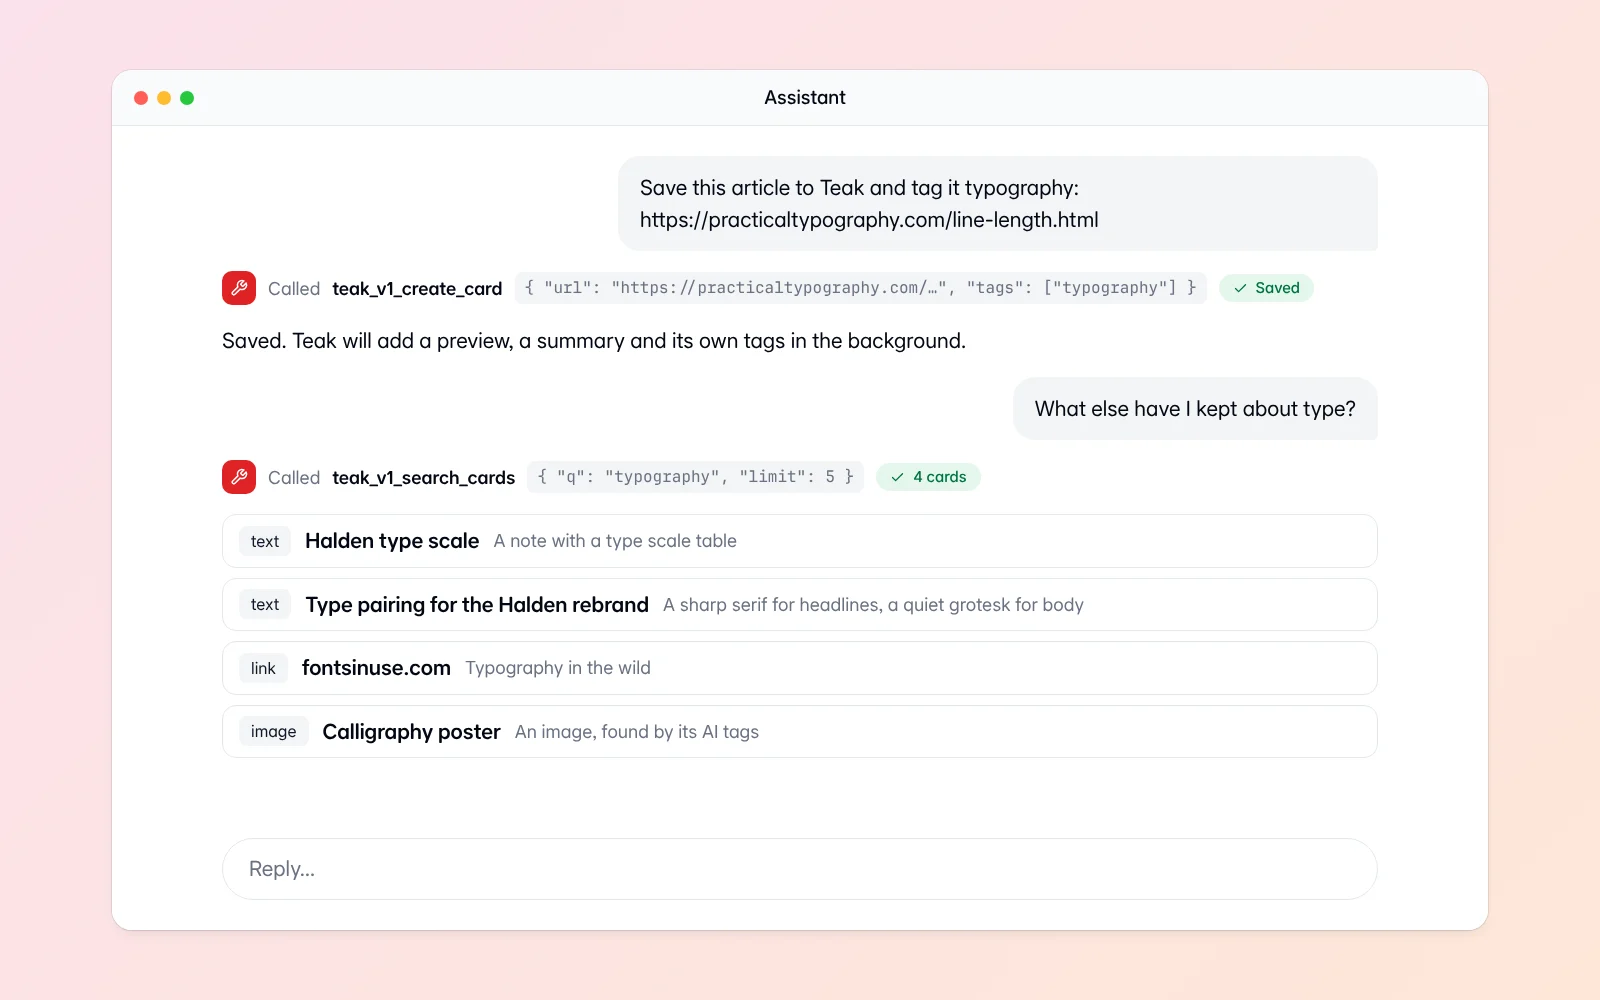 Assistant
Save this article to Teak and tag it typography:
https://practicaltypography.com/line-length.html
Called teak_v1_create_card { "url": "https://practicaltypography.com/…", "tags": ["typography"] } Saved
Saved. Teak will add a preview, a summary and its own tags in the background.
What else have I kept about type?
Called teak_v1_search_cards { "q": "typography", "limit": 5 } 4 cards
text Halden type scale A note with a type scale table
text Type pairing for the Halden rebrand A sharp serif for headlines, a quiet grotesk for body
link fontsinuse.com Typography in the wild
image Calligraphy poster An image, found by its AI tags
Reply...